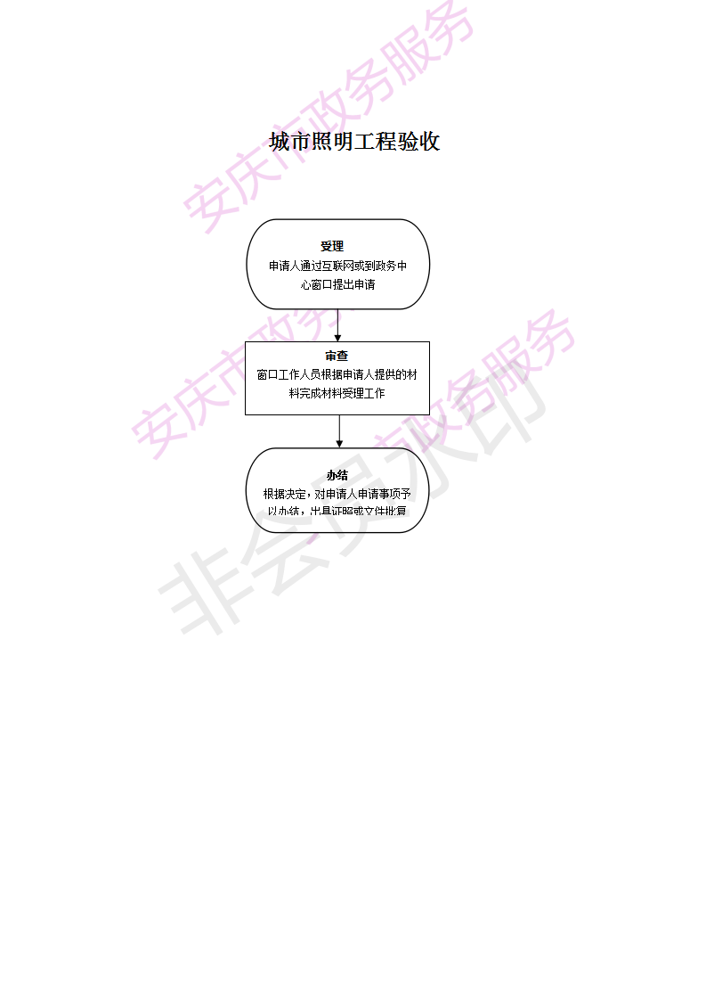 安庆市政务服务
城市照明工程验收
受理
申请人通过互联网或到政务中
心窗口提出申请
安庆市政务
审查
窗口工作人员根据申请人提供的材
料完成材料受理工作
市政务服务
办结
根据决定，对申请人申请事项予
以办结，出具证照或文件批复
非会员水印